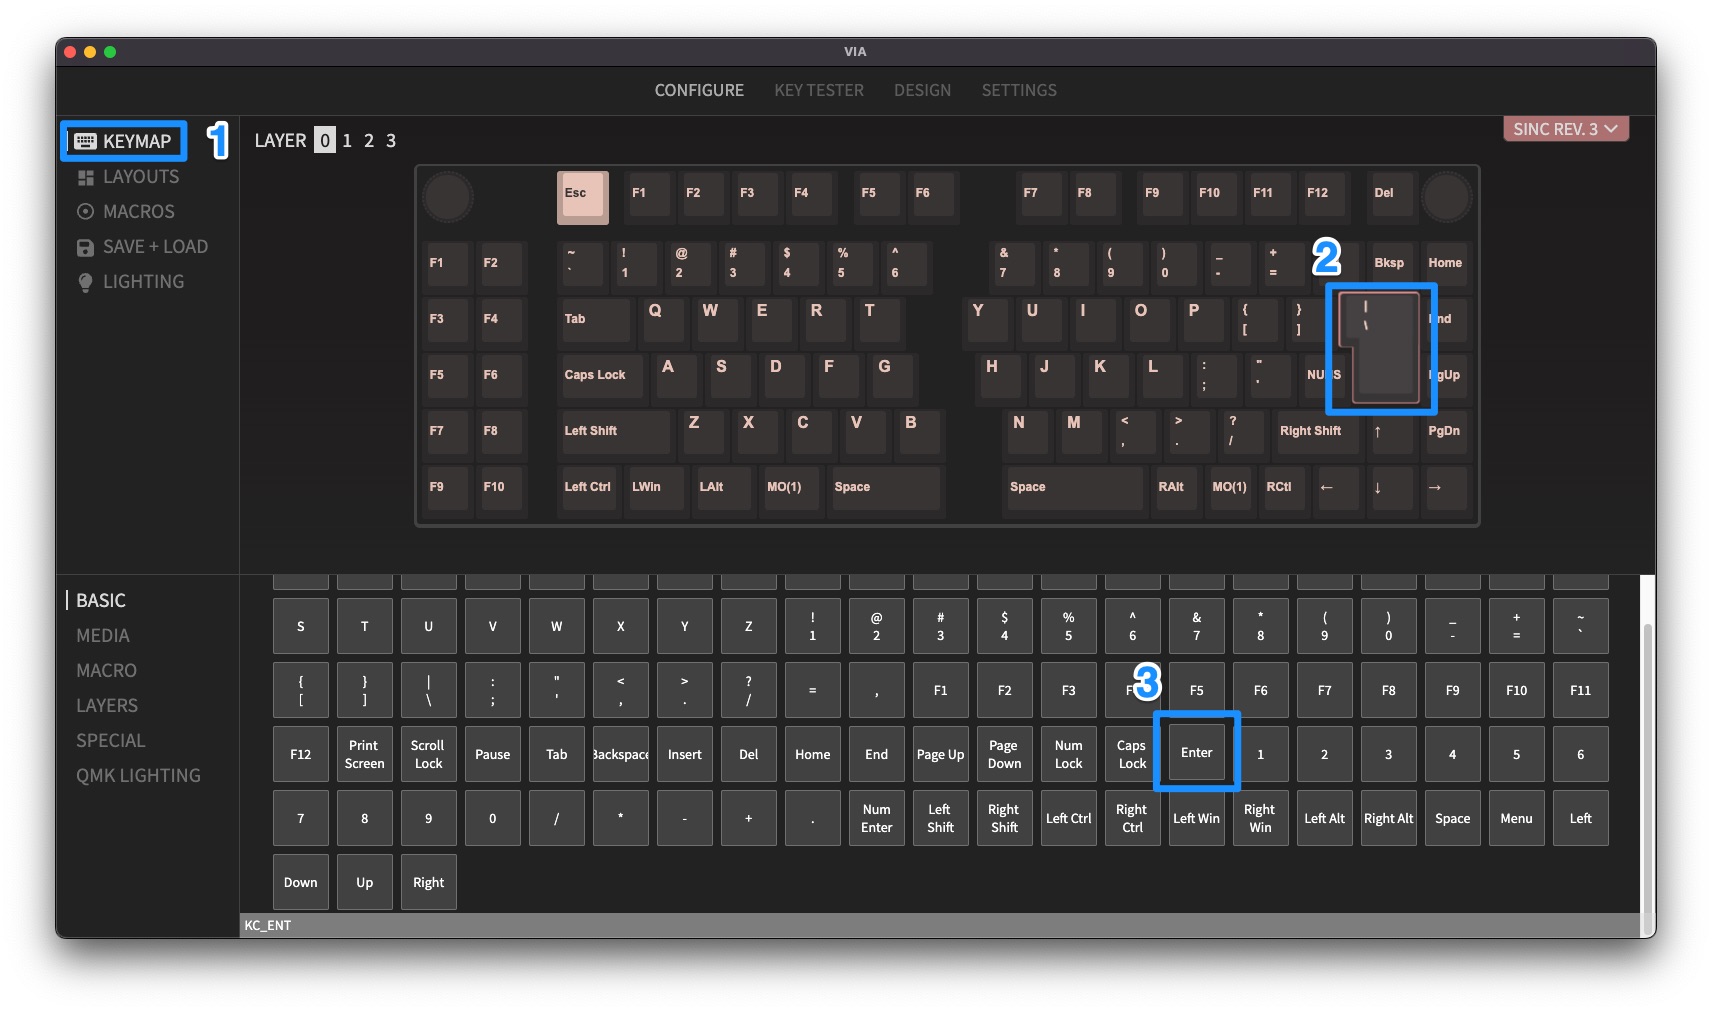 VIA
CONFIGURE KEY TESTER DESIGN SETTINGS
KEYMAP 1
LAYOUTS
MACROS
SAVE + LOAD
LIGHTING
LAYER 0 1 2 3
SINC REV. 3
Esc F1 F2 F3 F4 F5 F6 F7 F8 F9 F10 F11 F12 Del
F1 F2 ~ ` ! 1 @ 2 # 3 $ 4 % 5 ^ 6 & 7 * 8 ( 9 ) 0 _ - + = 2 Bksp Home
F3 F4 Tab Q W E R T Y U I O P { [ } ] | \ nd
F5 F6 Caps Lock A S D F G H J K L : ; " ' NU S gUp
F7 F8 Left Shift Z X C V B N M < , > . ? / Right Shift ↑ PgDn
F9 F10 Left Ctrl LWin LAlt MO(1) Space Space RAlt MO(1) RCtl ← ↓ →
BASIC
MEDIA
MACRO
LAYERS
SPECIAL
QMK LIGHTING
S T U V W X Y Z ! 1 @ 2 # 3 $ 4 % 5 ^ 6 & 7 * 8 ( 9 ) 0 _ - + = ~ `
{ [ } ] | \ : ; " ' < , > . ? / = , F1 F2 F3 F 3 F5 F6 F7 F8 F9 F10 F11
F12 Print Screen Scroll Lock Pause Tab Backspace Insert Del Home End Page Up Page Down Num Lock Caps Lock Enter 1 2 3 4 5 6
7 8 9 0 / * - + . Num Enter Left Shift Right Shift Left Ctrl Right Ctrl Left Win Right Win Left Alt Right Alt Space Menu Left
Down Up Right
KC_ENT